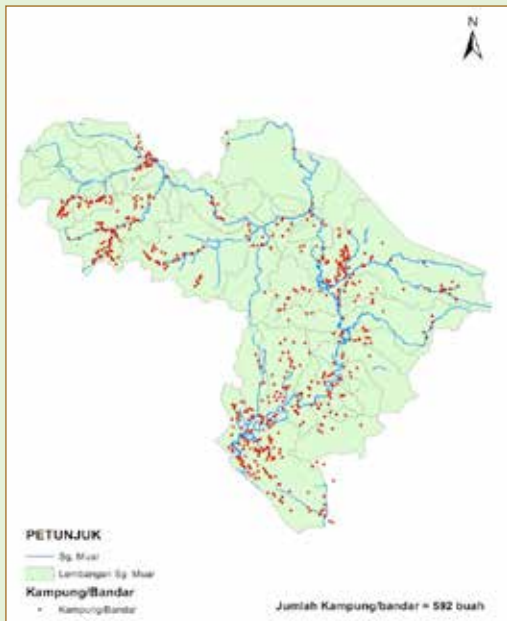 N
PETUNJUK
Sg. Muar
Lembangan Sg. Muar
Kampung/Bandar
Kampung/Bandar
Jumlah Kampung/bandar = 592 buah